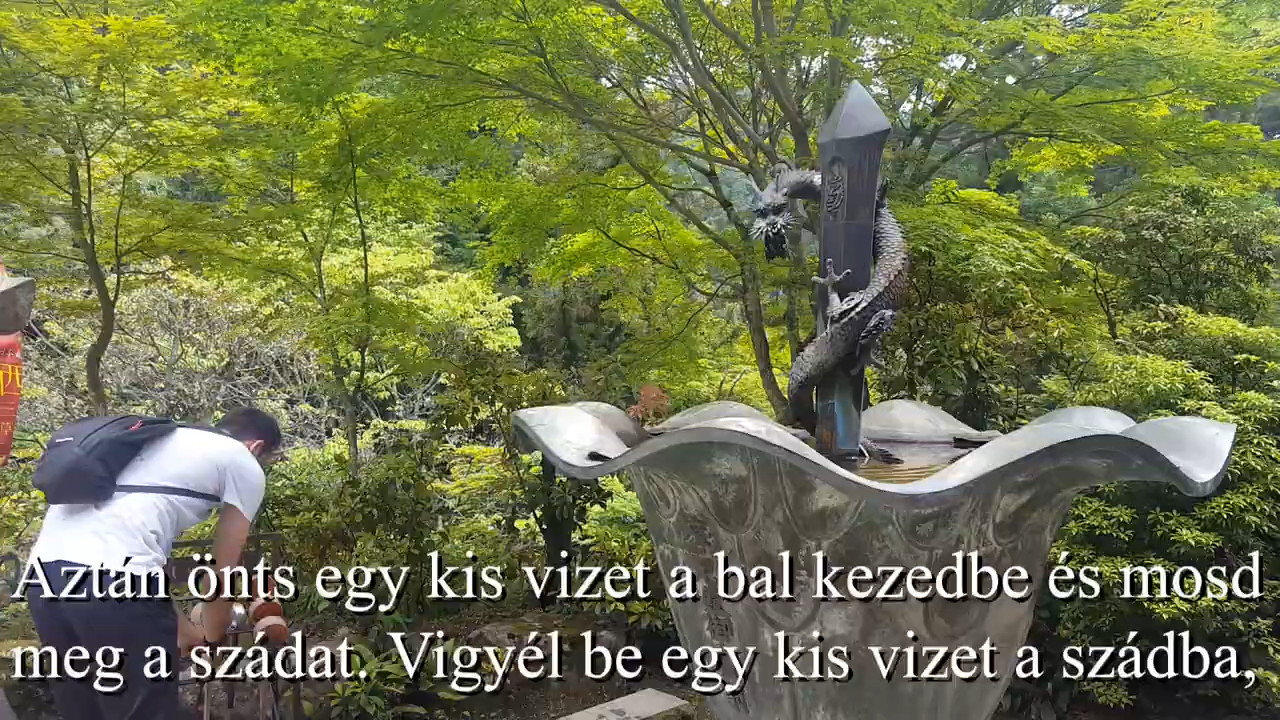 Aztán önts egy kis vizet a bal kezedbe és mosd
meg a szádat. Vigyél be egy kis vizet a szádba,